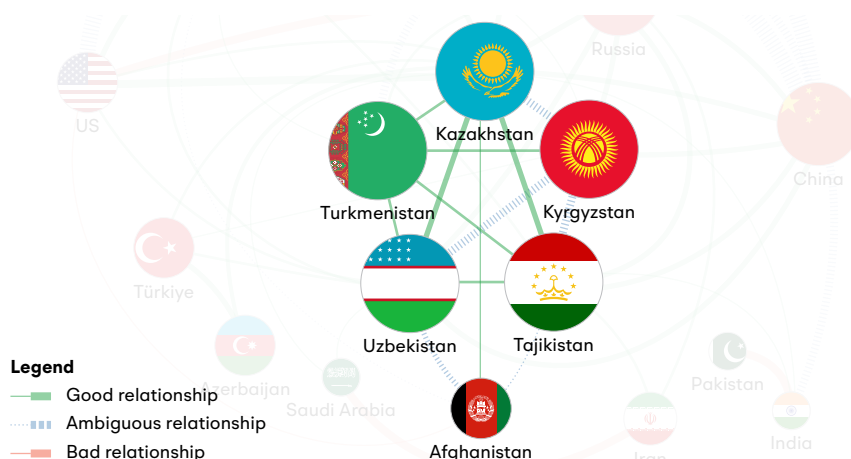 Russia
US
Kazakhstan
China
Turkmenistan
Kyrgyzstan
Türkiye
Uzbekistan
Tajikistan
Legend
Good relationship
Azerbaijan
Pakistan
Saudi Arabia
Ambiguous relationship
India
Bad relationship
Afghanistan
Iran